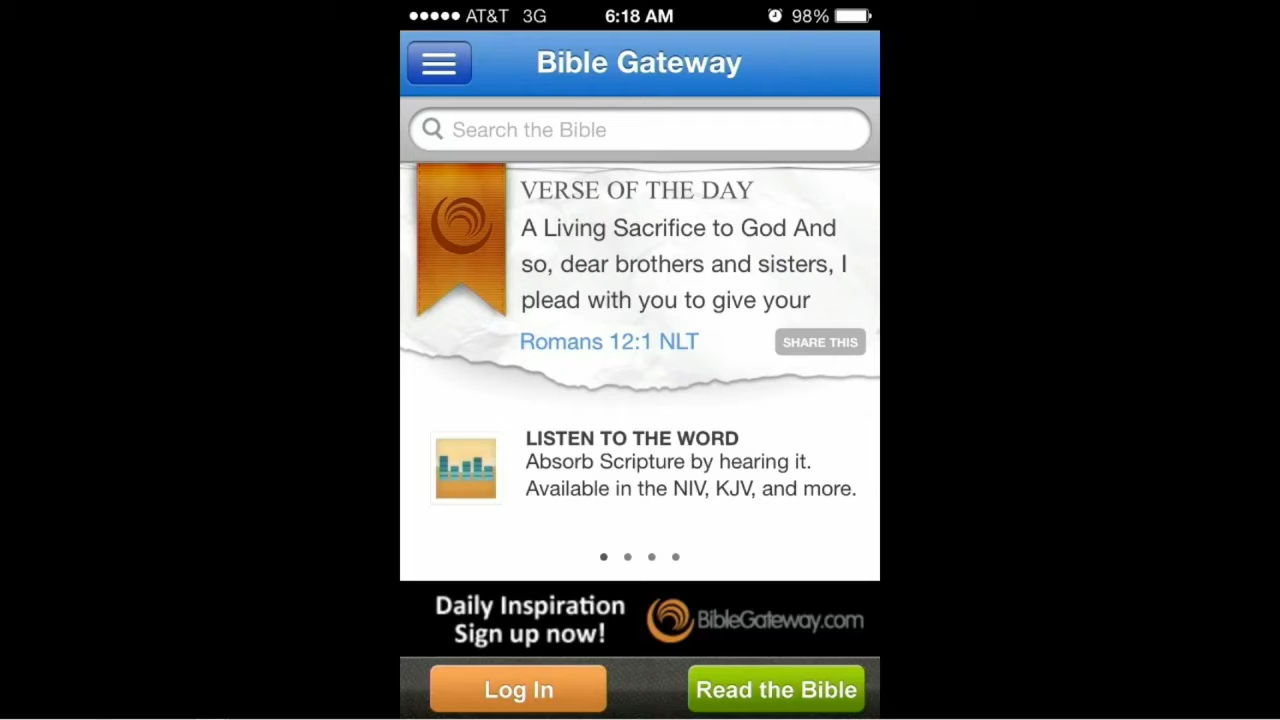 AT&T 3G 6:18 AM 98%
Bible Gateway
Search the Bible
VERSE OF THE DAY
A Living Sacrifice to God And
so, dear brothers and sisters, I
plead with you to give your
Romans 12:1 NLT SHARE THIS
LISTEN TO THE WORD
Absorb Scripture by hearing it.
Available in the NIV, KJV, and more.
Daily Inspiration
Sign up now!
BibleGateway.com
Log In Read the Bible